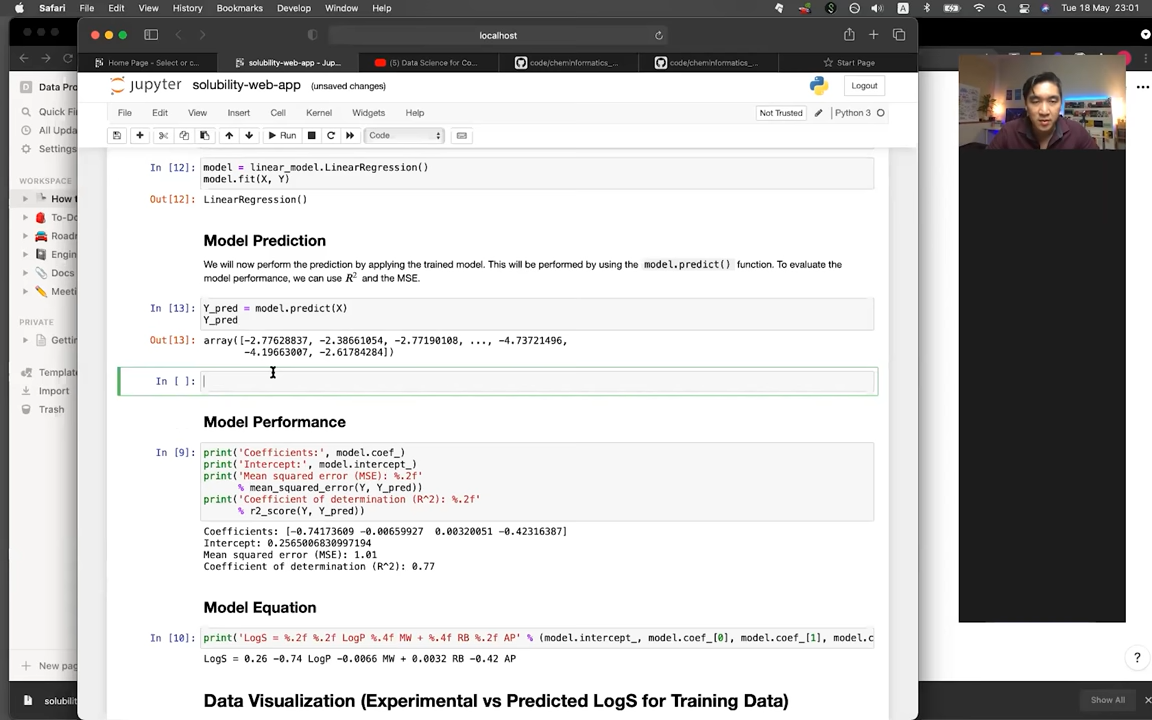 Safari File Edit View History Bookmarks Develop Window Help
A
Tue 18 May 23:01
localhost
Home Page - Select or c...
solubility-web-app - Jup...
(5) Data Science for Co...
code/cheminformatics_...
code/cheminformatics_...
Start Page
jupyter solubility-web-app (unsaved changes)
Logout
File Edit View Insert Cell Kernel Widgets Help
Not Trusted
Python 3
Run
Code
D Data Pro
Quick Fi
All Upda
Settings
WORKSPACE
How t
To-Do
Road
Engin
Docs
Meeti
PRIVATE
Gettir
Template
Import
Trash
New pag
solubil
In [12]: model = linear_model.LinearRegression()
model.fit(X, Y)
Out[12]: LinearRegression()
Model Prediction
We will now perform the prediction by applying the trained model. This will be performed by using the model.predict() function. To evaluate the
model performance, we can use R² and the MSE.
In [13]: Y_pred = model.predict(X)
Y_pred
Out[13]: array([-2.77628837, -2.38661054, -2.77190108, ..., -4.73721496,
-4.19663007, -2.61784284])
In [ ]:
Model Performance
In [9]: print('Coefficients:', model.coef_)
print('Intercept:', model.intercept_)
print('Mean squared error (MSE): %.2f'
% mean_squared_error(Y, Y_pred))
print('Coefficient of determination (R^2): %.2f'
% r2_score(Y, Y_pred))
Coefficients: [-0.74173609 -0.00659927 0.00320051 -0.42316387]
Intercept: 0.2565006830997194
Mean squared error (MSE): 1.01
Coefficient of determination (R^2): 0.77
Model Equation
In [10]: print('LogS = %.2f %.2f LogP %.4f MW + %.4f RB %.2f AP' % (model.intercept_, model.coef_[0], model.coef_[1], model.c
LogS = 0.26 -0.74 LogP -0.0066 MW + 0.0032 RB -0.42 AP
Data Visualization (Experimental vs Predicted LogS for Training Data)
?
Show All